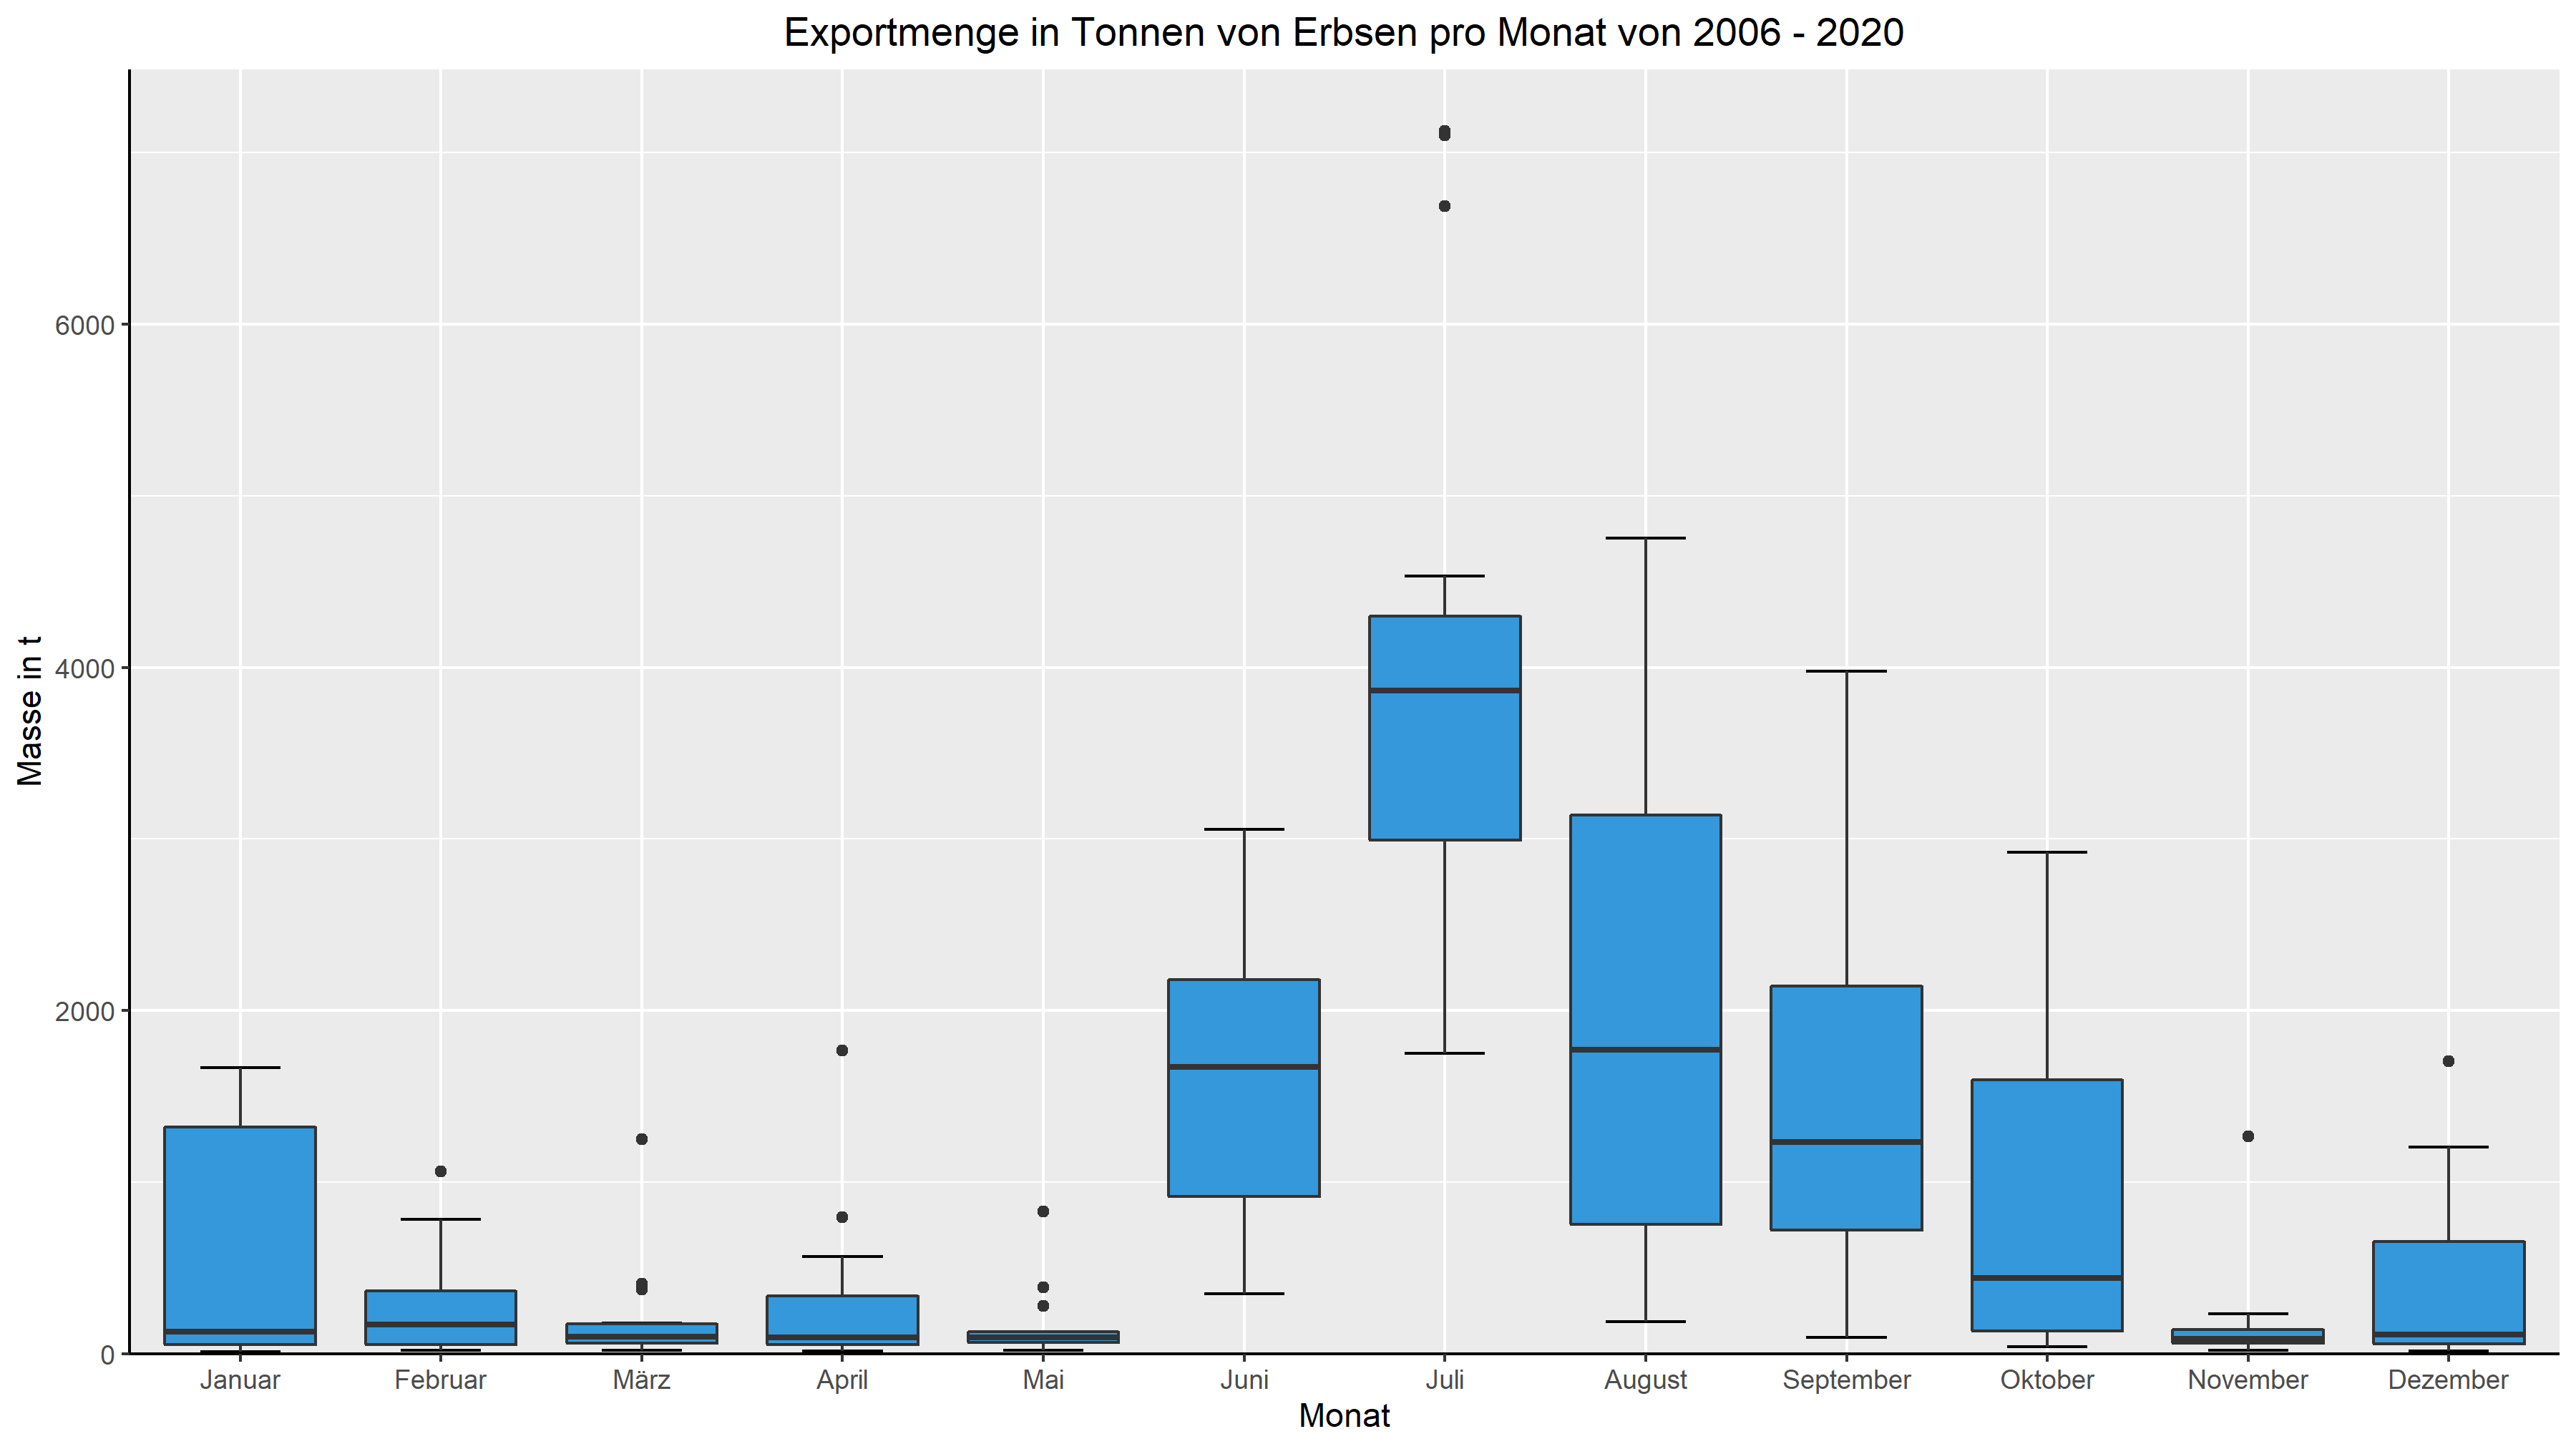 Exportmenge in Tonnen von Erbsen pro Monat von 2006 - 2020
Masse in t
6000
4000
2000
0
Januar Februar März April Mai Juni Juli August September Oktober November Dezember
Monat